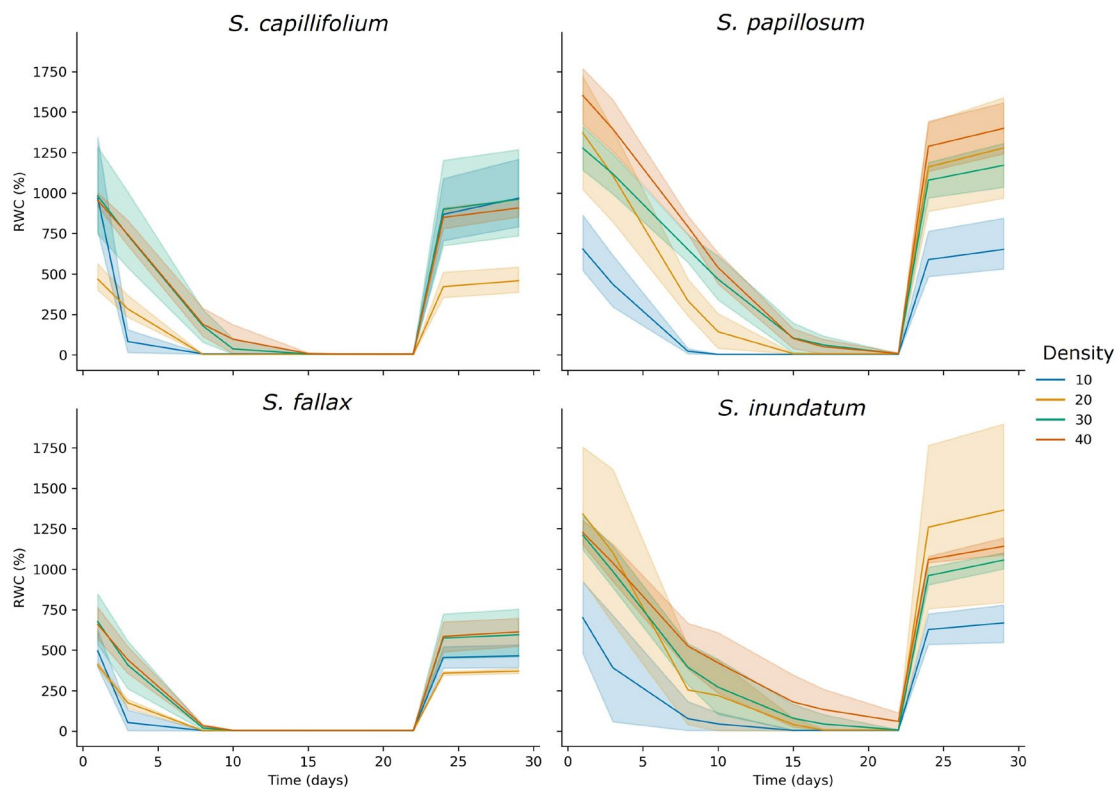 S. capillifolium
S. papillosum
RWC (%)
1750
1500
1250
1000
750
500
250
0
Density
10
20
30
40
S. fallax
S. inundatum
RWC (%)
1750
1500
1250
1000
750
500
250
0
0 5 10 15 20 25 30
Time (days)
0 5 10 15 20 25 30
Time (days)